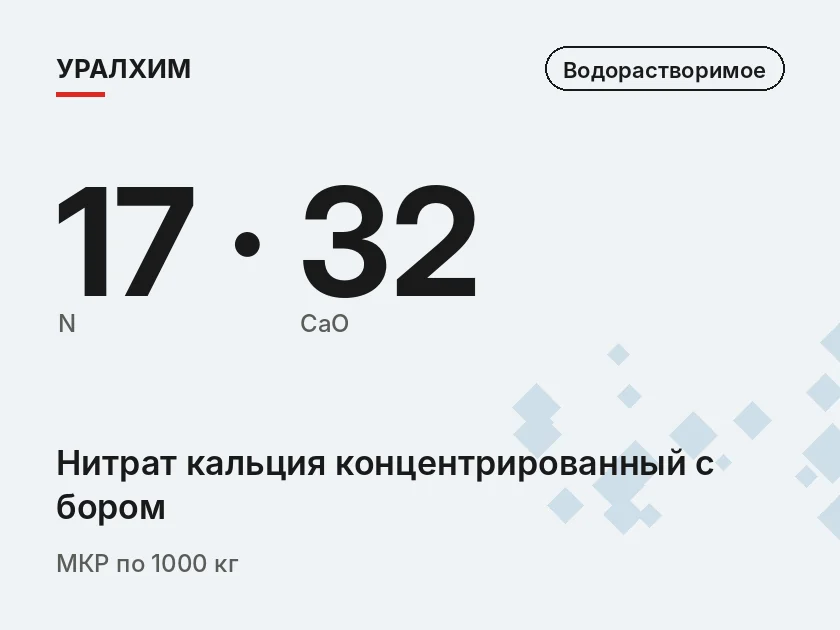 УРАЛХИМ
Водорастворимое
17 · 32
N
CaO
Нитрат кальция концентрированный с
бором
МКР по 1000 кг